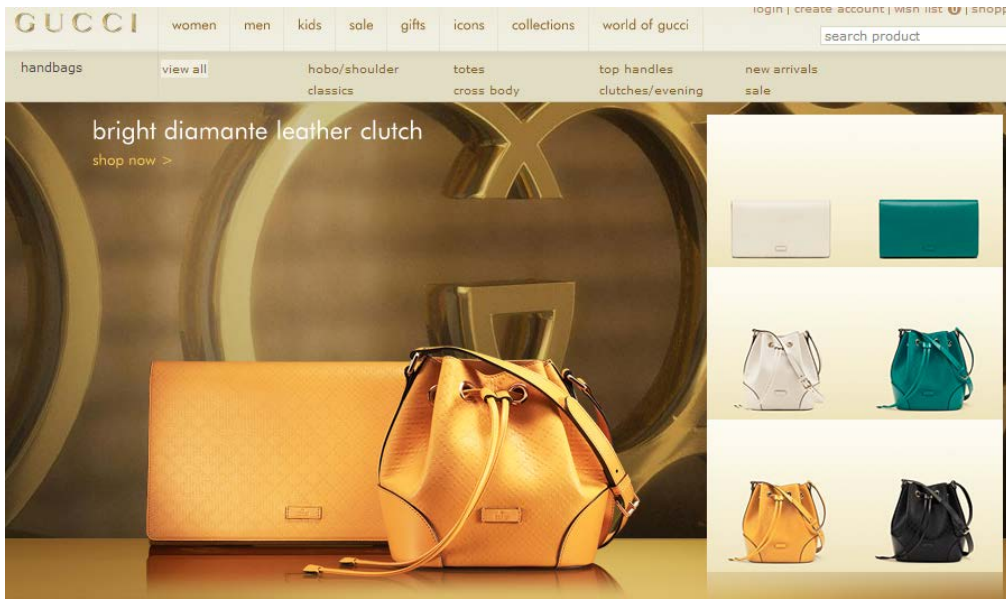 login | create account | wish list 0 | shopp
GUCCI women men kids sale gifts icons collections world of gucci
search product
handbags view all hobo/shoulder totes top handles new arrivals
classics cross body clutches/evening sale
bright diamante leather clutch
shop now >